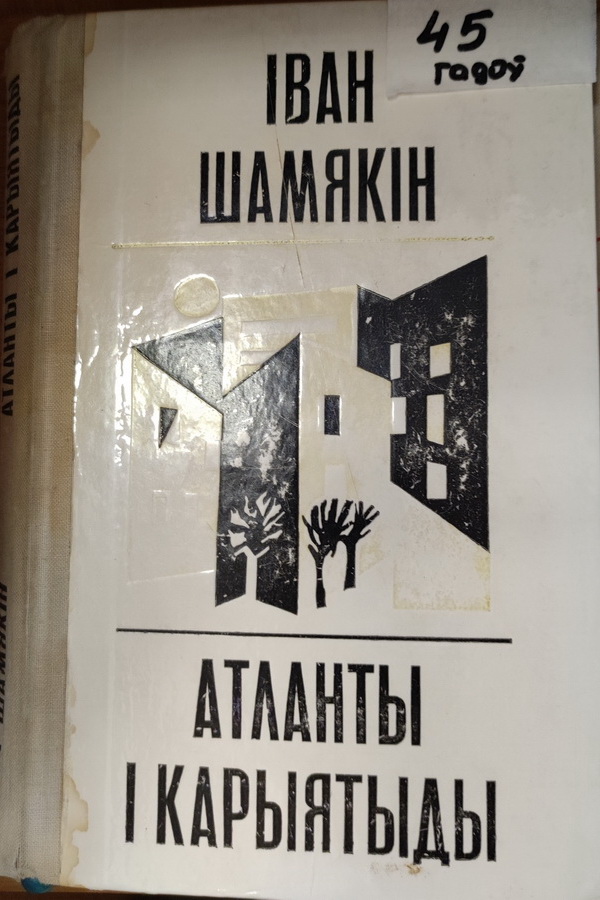 45
гадоў
ІВАН
ШАМЯКІН
АТЛАНТЫ
І КАРЫЯТЫДЫ
АТЛАНТЫ І КАРЫЯТЫДЫ
ШАМЯКІН